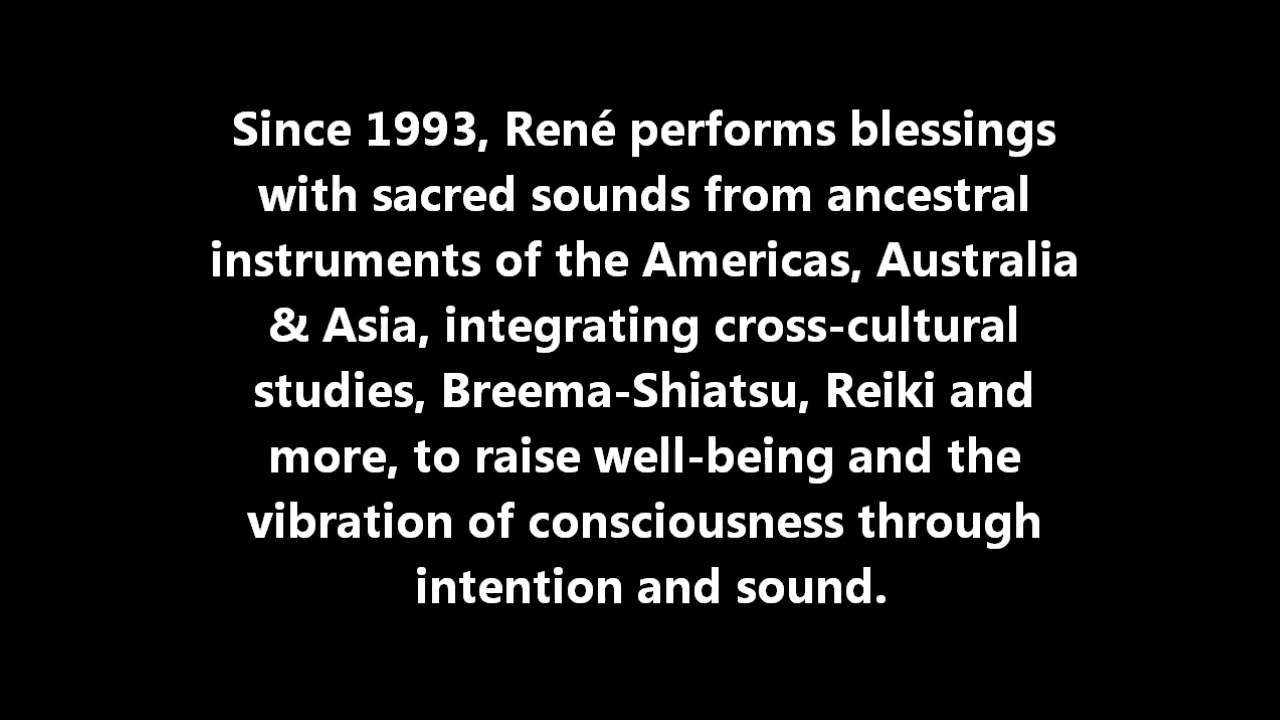 Since 1993, René performs blessings
with sacred sounds from ancestral
instruments of the Americas, Australia
& Asia, integrating cross-cultural
studies, Breema-Shiatsu, Reiki and
more, to raise well-being and the
vibration of consciousness through
intention and sound.